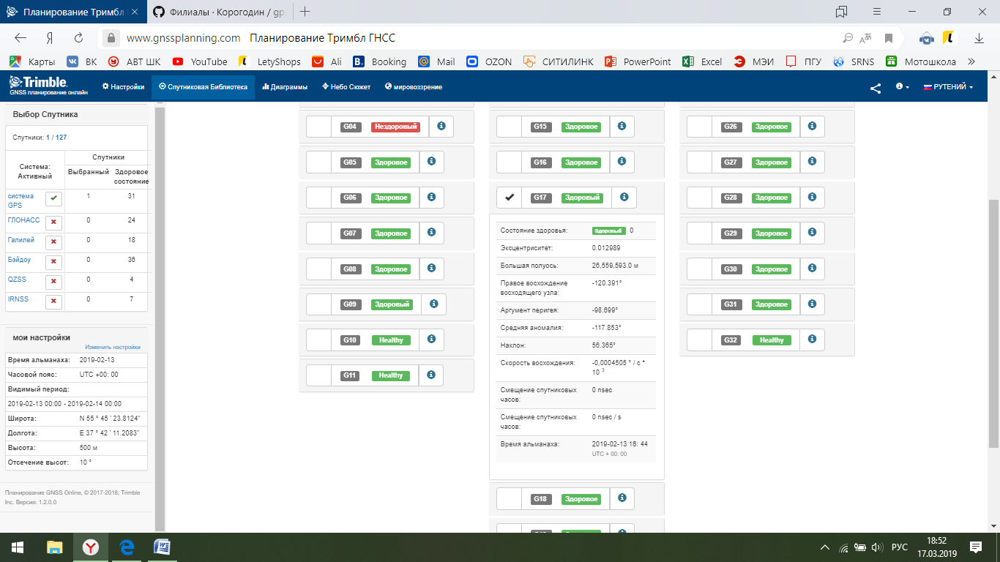 Планирование Тримбл
Филиалы · Корогодин / gp
www.gnssplanning.com Планирование Тримбл ГНСС
Карты ВК АВТ ШК YouTube LetyShops Ali Booking Mail OZON СИТИЛИНК PowerPoint Excel МЭИ ПГУ SRNS Мотошкола »
Trimble.
GNSS планирование онлайн
Настройки Спутниковая Библиотека Диаграммы Небо Сюжет мировоззрение РУТЕНИЙ
Выбор Спутника
Спутники: 1 / 127
Система: Активный
Спутники
Выбранный Здоровое состояние
система GPS 1 31
ГЛОНАСС 0 24
Галилей 0 18
Бэйдоу 0 36
QZSS 0 4
IRNSS 0 7
мои настройки
Изменить настройки
Время альманаха: 2019-02-13
Часовой пояс: UTC +00: 00
Видимый период:
2019-02-13 00:00 - 2019-02-14 00:00
Широта: N 55 ° 45 ' 23.8124"
Долгота: E 37 ° 42 ' 11.2083"
Высота: 500 м
Отсечение высот: 10 °
Планирование GNSS Online, © 2017-2018, Trimble
Inc. Версия: 1.2.0.0
G04 Нездоровый
G05 Здоровое
G06 Здоровое
G07 Здоровое
G08 Здоровое
G09 Здоровый
G10 Healthy
G11 Healthy
G15 Здоровое
G16 Здоровое
G17 Здоровый
Состояние здоровья: Здоровый 0
Эксцентриситет: 0.012989
Большая полуось: 26,559,593.0 м
Правое восхождение
восходящего узла: -120.391°
Аргумент перигея: -98.699°
Средняя аномалия: -117.853°
Наклон: 56.365°
Скорость восхождения: -0,0004505 ° / с *
10 3
Смещение спутниковых
часов: 0 nsec
Смещение спутниковых
часов: 0 nsec / s
Время альманаха: 2019-02-13 16: 44
UTC + 00: 00
G18 Здоровое
G26 Здоровое
G27 Здоровое
G28 Здоровое
G29 Здоровое
G30 Здоровое
G31 Здоровое
G32 Healthy
РУС
18:52
17.03.2019